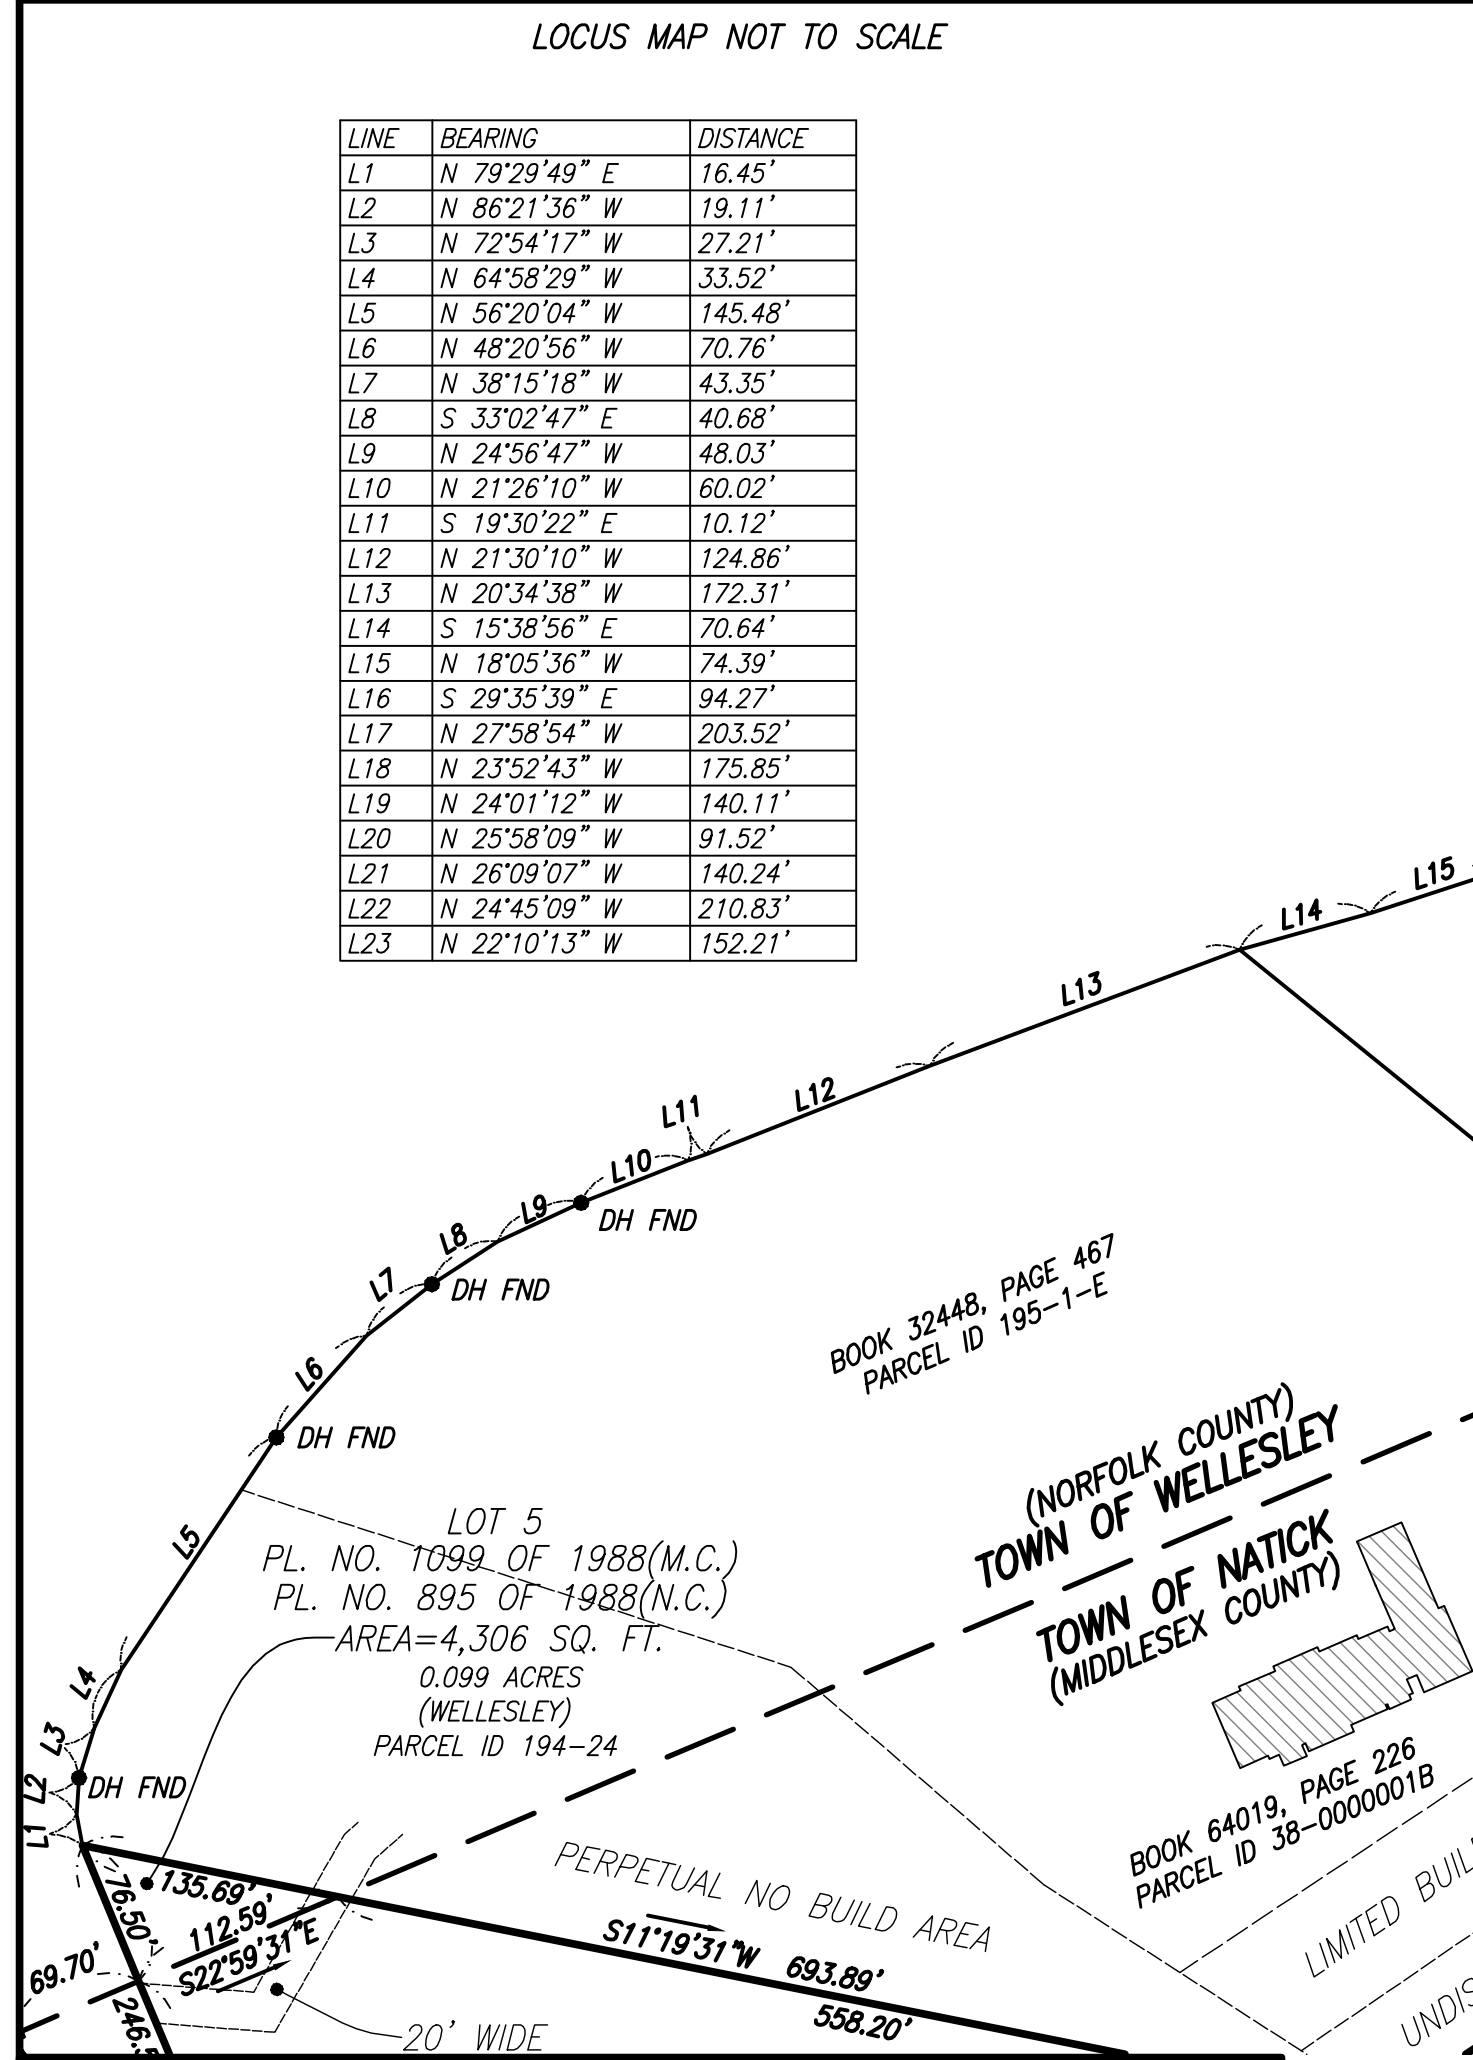 LOCUS MAP NOT TO SCALE
LINE BEARING DISTANCE
L1 N 79°29'49" E 16.45'
L2 N 86°21'36" W 19.11'
L3 N 72°54'17" W 27.21'
L4 N 64°58'29" W 33.52'
L5 N 56°20'04" W 145.48'
L6 N 48°20'56" W 70.76'
L7 N 38°15'18" W 43.35'
L8 S 33°02'47" E 40.68'
L9 N 24°56'47" W 48.03'
L10 N 21°26'10" W 60.02'
L11 S 19°30'22" E 10.12'
L12 N 21°30'10" W 124.86'
L13 N 20°34'38" W 172.31'
L14 S 15°38'56" E 70.64'
L15 N 18°05'36" W 74.39'
L16 S 29°35'39" E 94.27'
L17 N 27°58'54" W 203.52'
L18 N 23°52'43" W 175.85'
L19 N 24°01'12" W 140.11'
L20 N 25°58'09" W 91.52'
L21 N 26°09'07" W 140.24'
L22 N 24°45'09" W 210.83'
L23 N 22°10'13" W 152.21'
L15
L14
L13
L12
L11
L10
L9
DH FND
L8
L7
DH FND
L6
DH FND
BOOK 32448, PAGE 467
PARCEL ID 195-1-E
(NORFOLK COUNTY)
TOWN OF WELLESLEY
TOWN OF NATICK
(MIDDLESEX COUNTY)
L5
LOT 5
PL. NO. 1099 OF 1988(M.C.)
PL. NO. 895 OF 1988(N.C.)
AREA=4,306 SQ. FT.
0.099 ACRES
(WELLESLEY)
PARCEL ID 194-24
L4
L3
L2
DH FND
L1
BOOK 64019, PAGE 226
PARCEL ID 38-0000001B
PERPETUAL NO BUILD AREA
LIMITED BUIL
UNDIS
135.69'
76.50'
112.59'
S22°59'31"E
S11°19'31"W 693.89'
558.20'
69.70'
246.5
20' WIDE